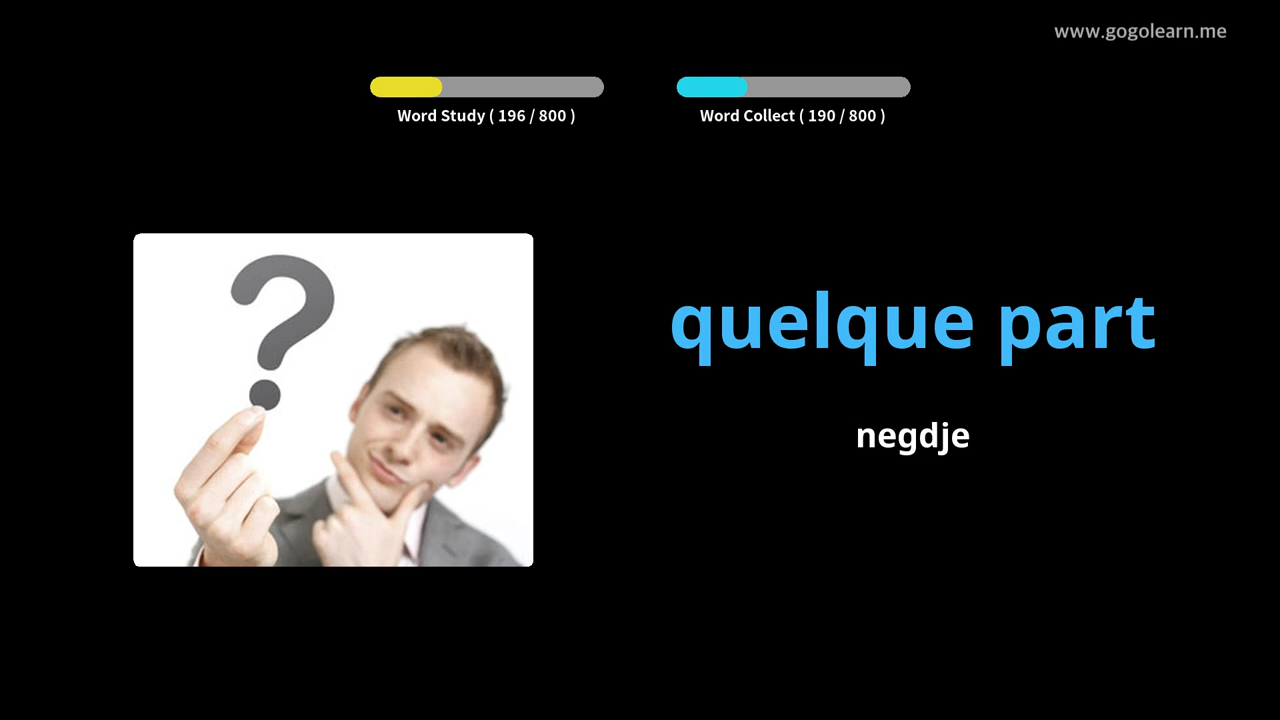 www.gogolearn.me
Word Study ( 196 / 800 )
Word Collect ( 190 / 800 )
?
quelque part
negdje